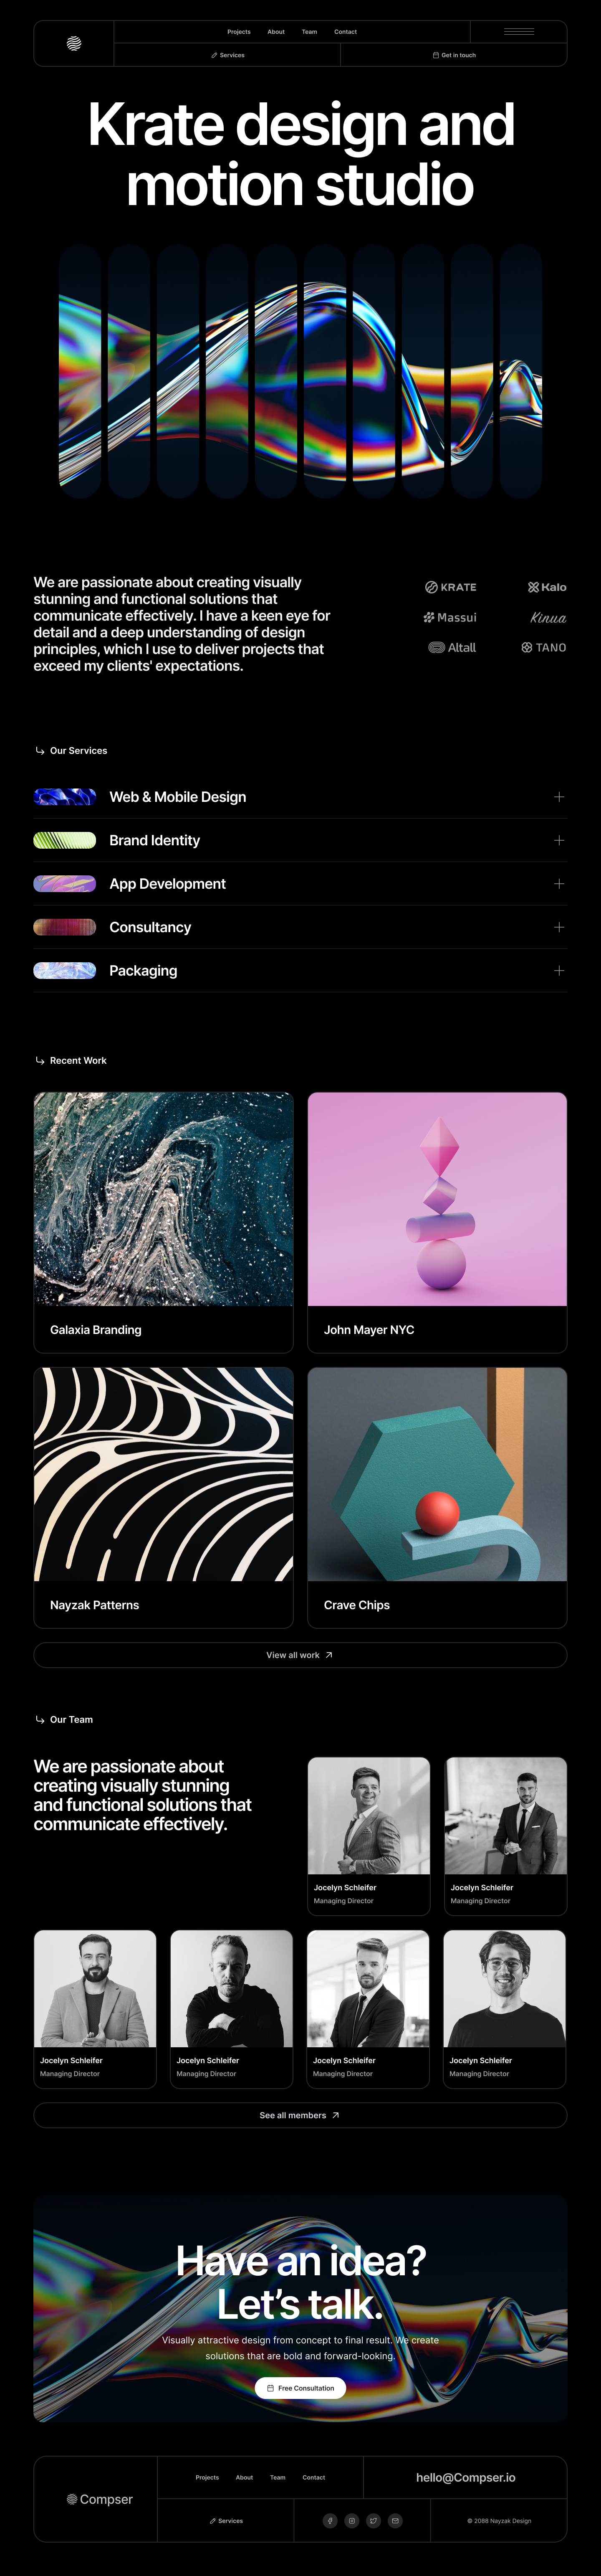 Projects About Team Contact
Services Get in touch
Krate design and
motion studio
We are passionate about creating visually
stunning and functional solutions that
communicate effectively. I have a keen eye for
detail and a deep understanding of design
principles, which I use to deliver projects that
exceed my clients' expectations.
KRATE Kalo
Massui Kinua
Altall TANO
Our Services
Web & Mobile Design
Brand Identity
App Development
Consultancy
Packaging
Recent Work
Galaxia Branding
John Mayer NYC
Nayzak Patterns
Crave Chips
View all work
Our Team
We are passionate about
creating visually stunning
and functional solutions that
communicate effectively.
Jocelyn Schleifer
Managing Director
Jocelyn Schleifer
Managing Director
Jocelyn Schleifer
Managing Director
Jocelyn Schleifer
Managing Director
Jocelyn Schleifer
Managing Director
Jocelyn Schleifer
Managing Director
See all members
Have an idea?
Let’s talk.
Visually attractive design from concept to final result. We create
solutions that are bold and forward-looking.
Free Consultation
Compser
Projects About Team Contact
hello@Compser.io
Services
© 2088 Nayzak Design